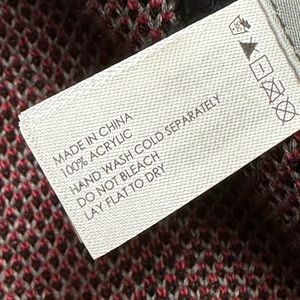 MADE IN CHINA
100% ACRYLIC
HAND WASH COLD SEPARATELY
DO NOT BLEACH
LAY FLAT TO DRY